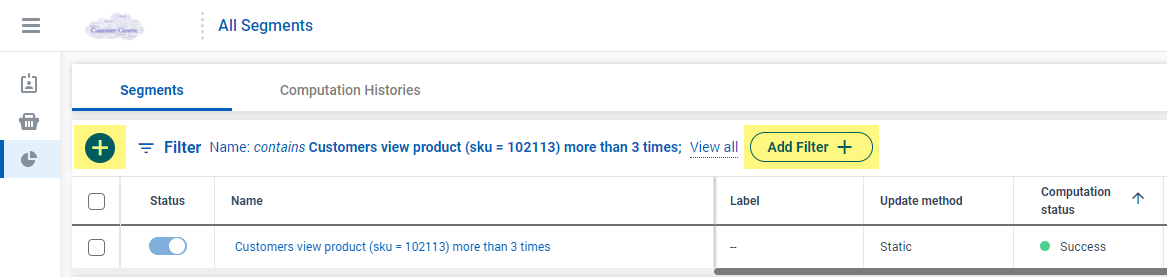 Customer Centric
All Segments
Segments
Computation Histories
Filter Name: contains Customers view product (sku = 102113) more than 3 times; View all Add Filter
Status Name Label Update method Computation status
Customers view product (sku = 102113) more than 3 times -- Static Success